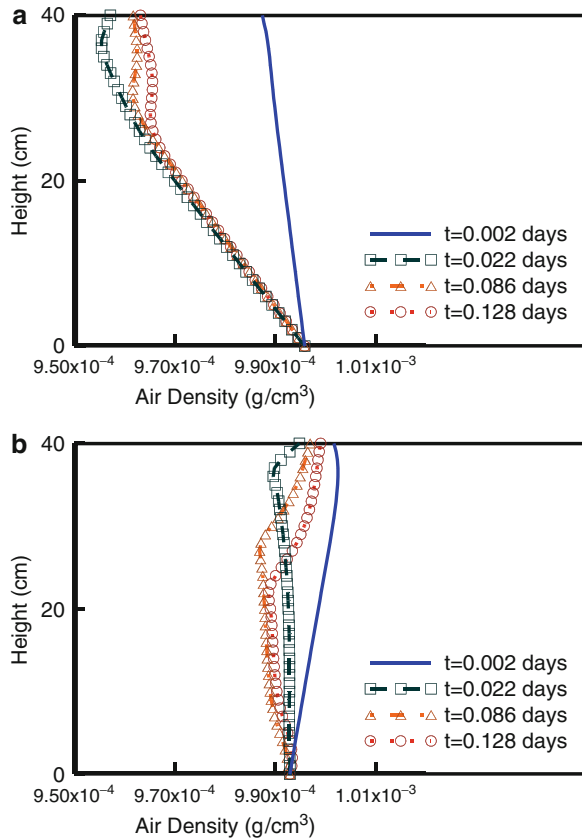 a
40
20
0
Height (cm)
t=0.002 days
t=0.022 days
t=0.086 days
t=0.128 days
9.50x10⁻⁴ 9.70x10⁻⁴ 9.90x10⁻⁴ 1.01x10⁻³
Air Density (g/cm³)
b
40
20
0
Height (cm)
t=0.002 days
t=0.022 days
t=0.086 days
t=0.128 days
9.50x10⁻⁴ 9.70x10⁻⁴ 9.90x10⁻⁴ 1.01x10⁻³
Air Density (g/cm³)